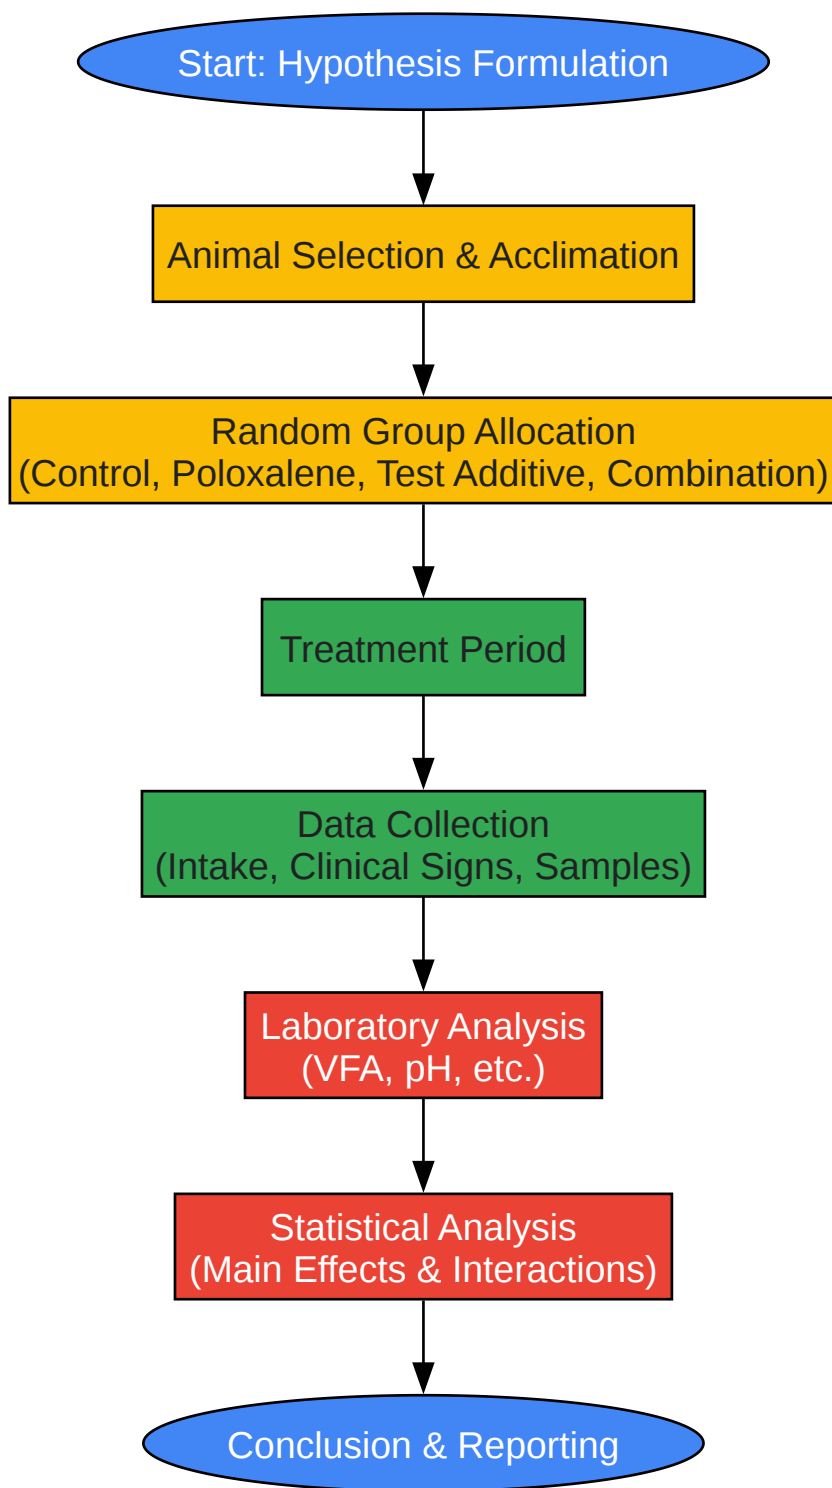 Start: Hypothesis Formulation
Animal Selection & Acclimation
Random Group Allocation
(Control, Poloxalene, Test Additive, Combination)
Treatment Period
Data Collection
(Intake, Clinical Signs, Samples)
Laboratory Analysis
(VFA, pH, etc.)
Statistical Analysis
(Main Effects & Interactions)
Conclusion & Reporting